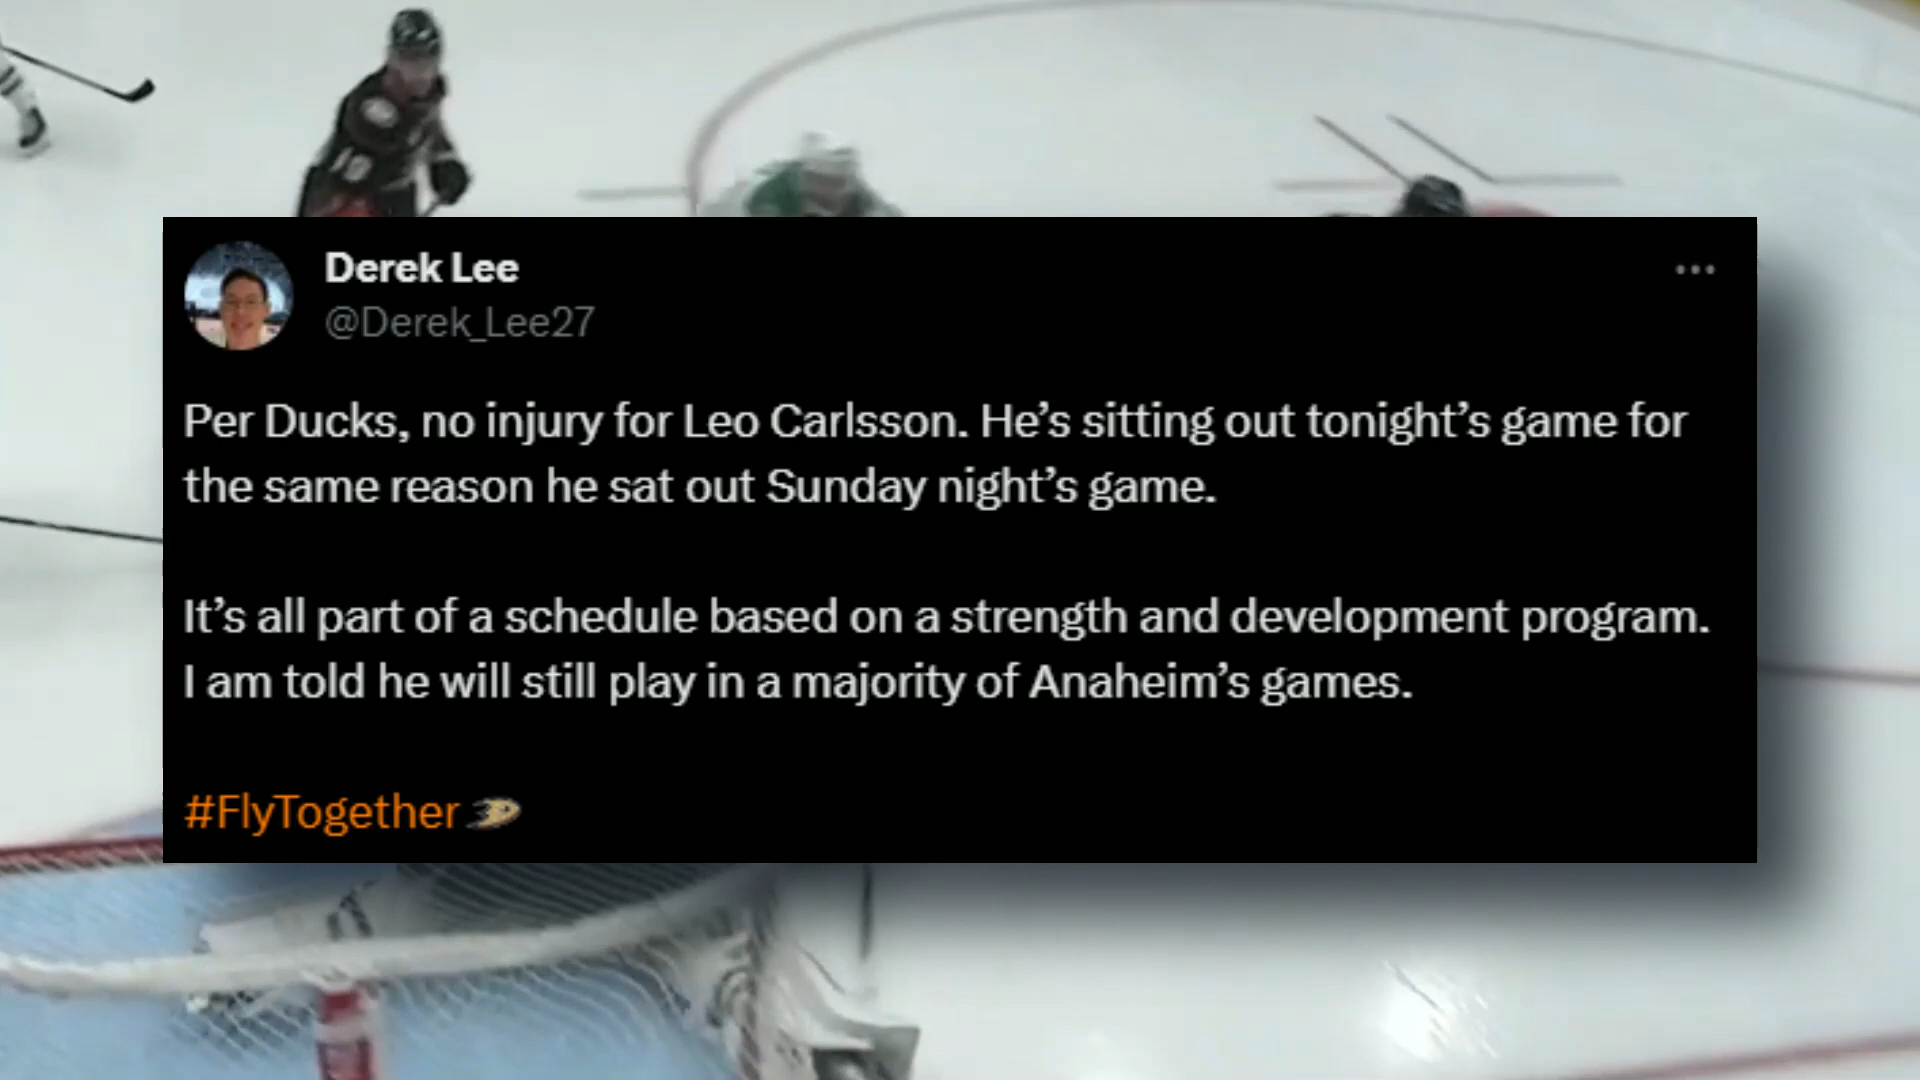 Derek Lee
@Derek_Lee27
Per Ducks, no injury for Leo Carlsson. He’s sitting out tonight’s game for
the same reason he sat out Sunday night’s game.
It’s all part of a schedule based on a strength and development program.
I am told he will still play in a majority of Anaheim’s games.
#FlyTogether